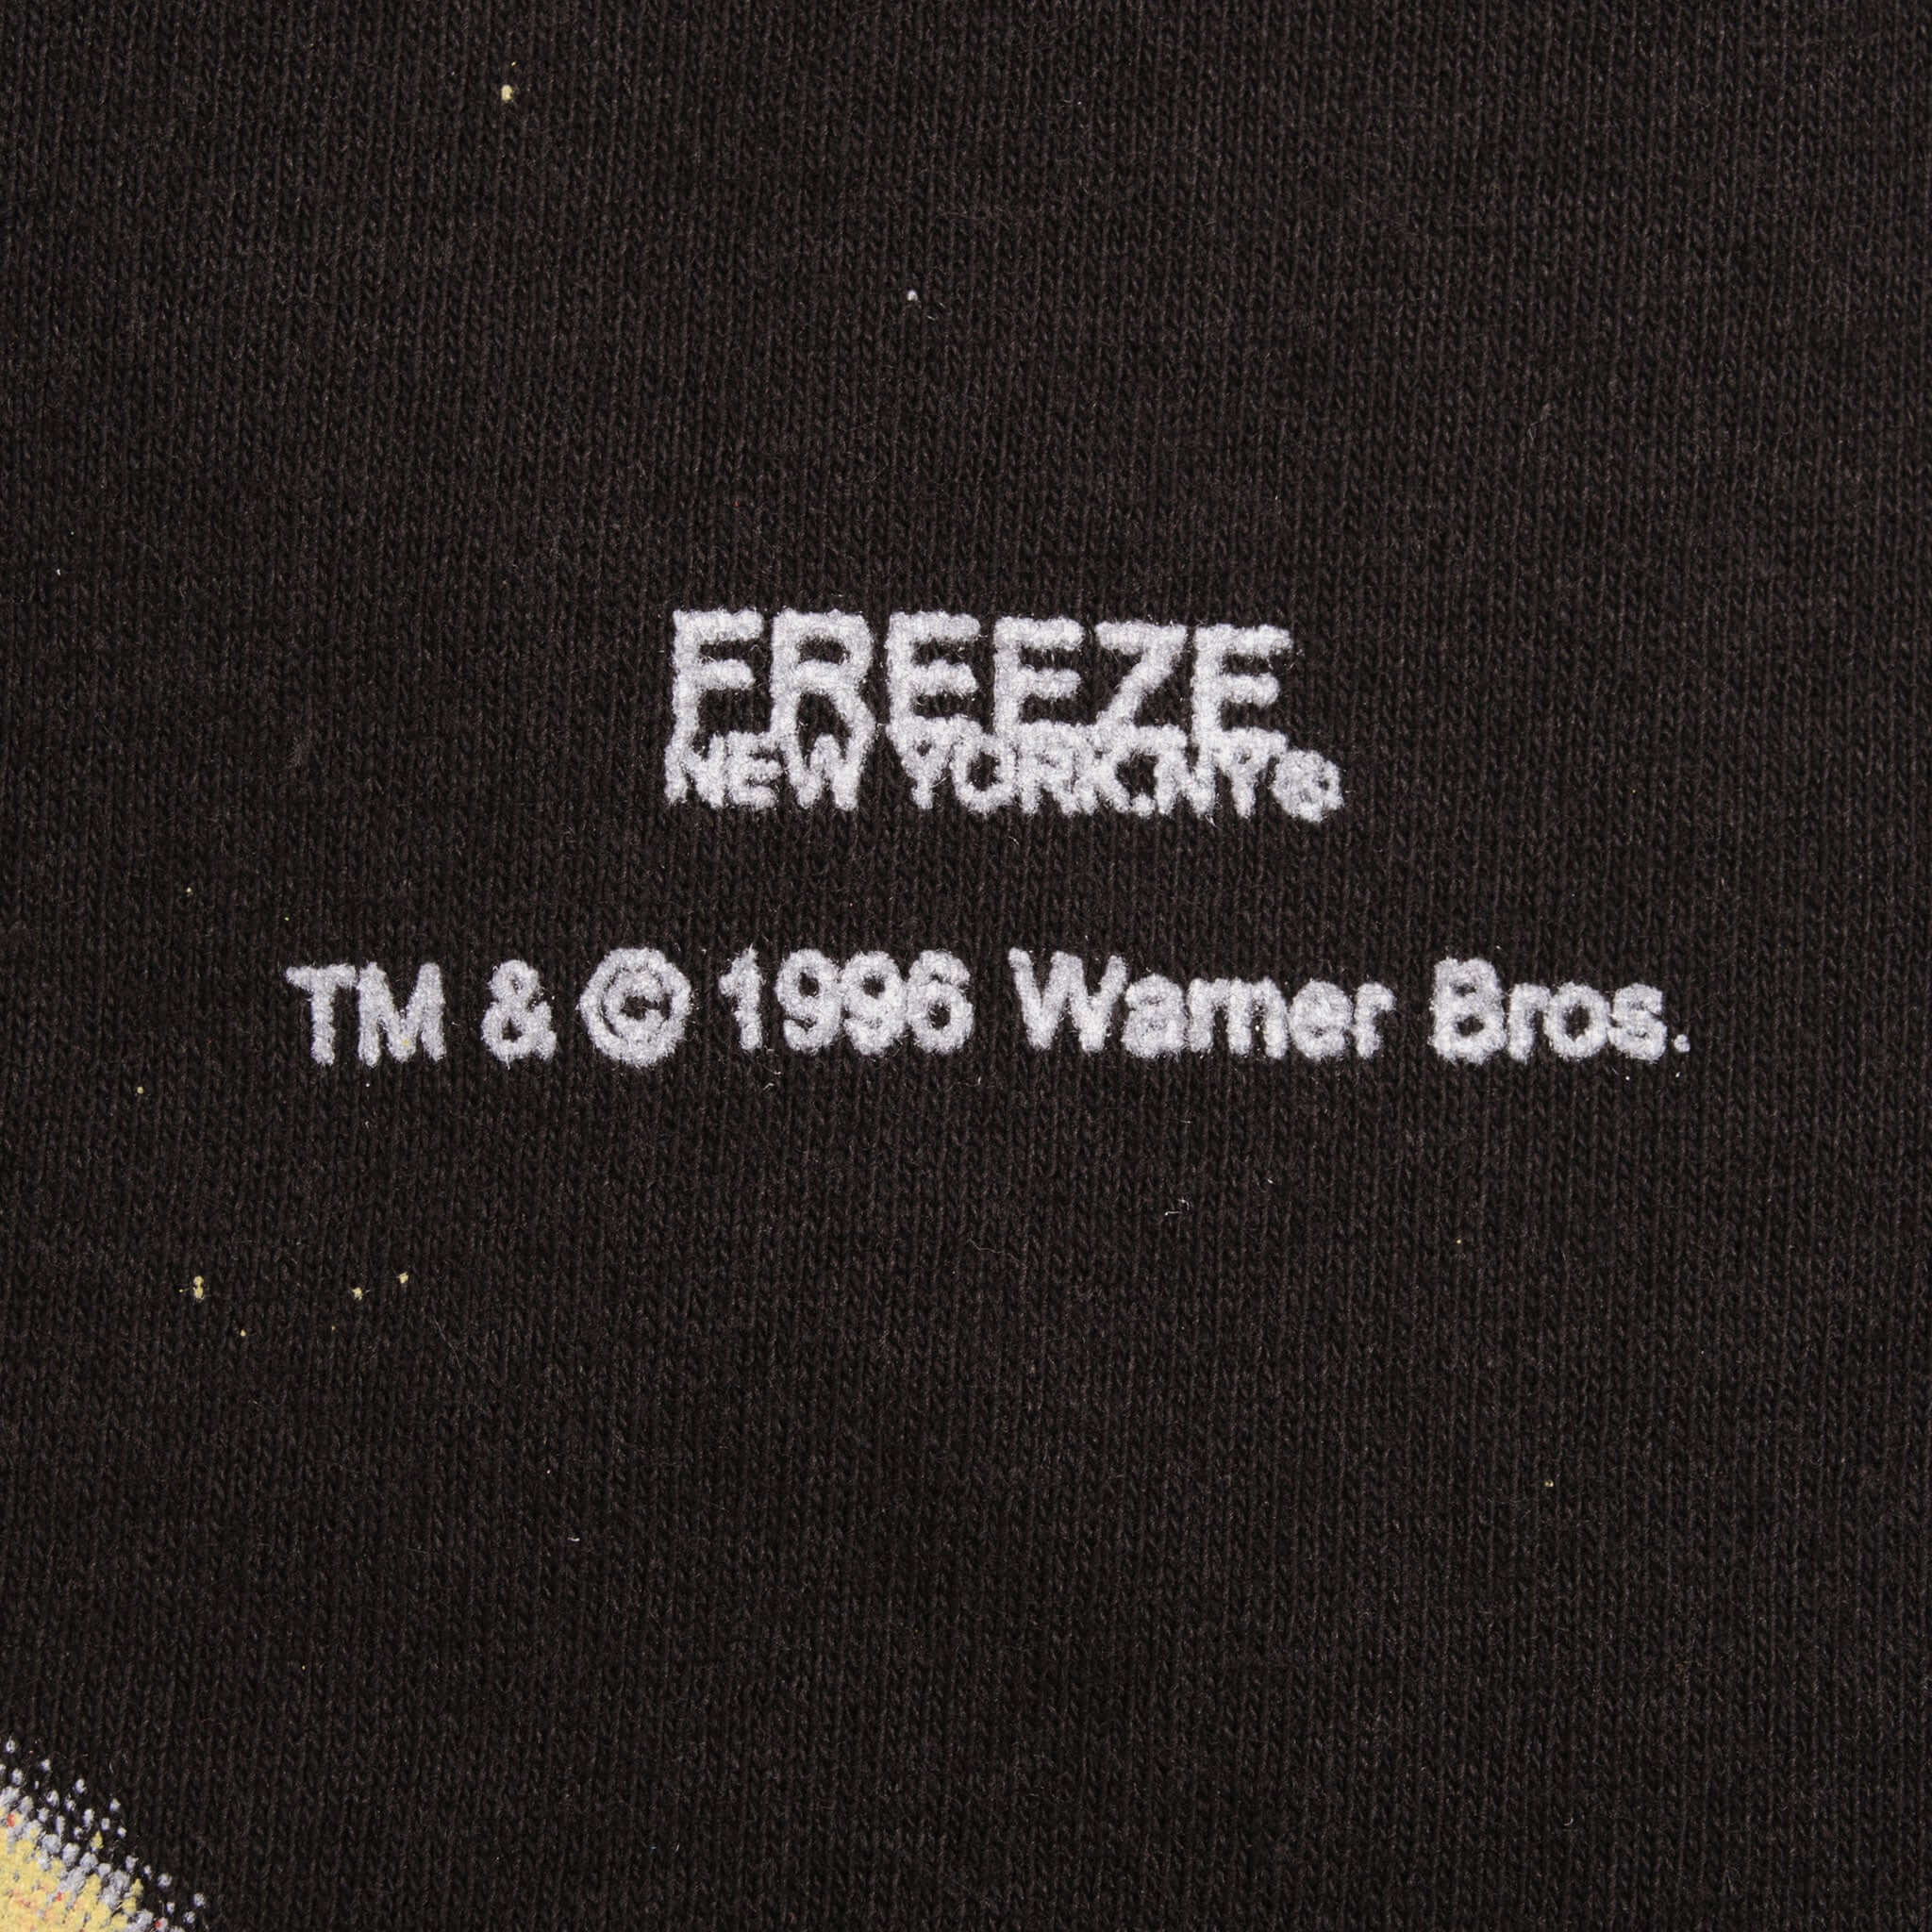 FREEZE
NEW YORK.NY®
TM & © 1996 Warner Bros.